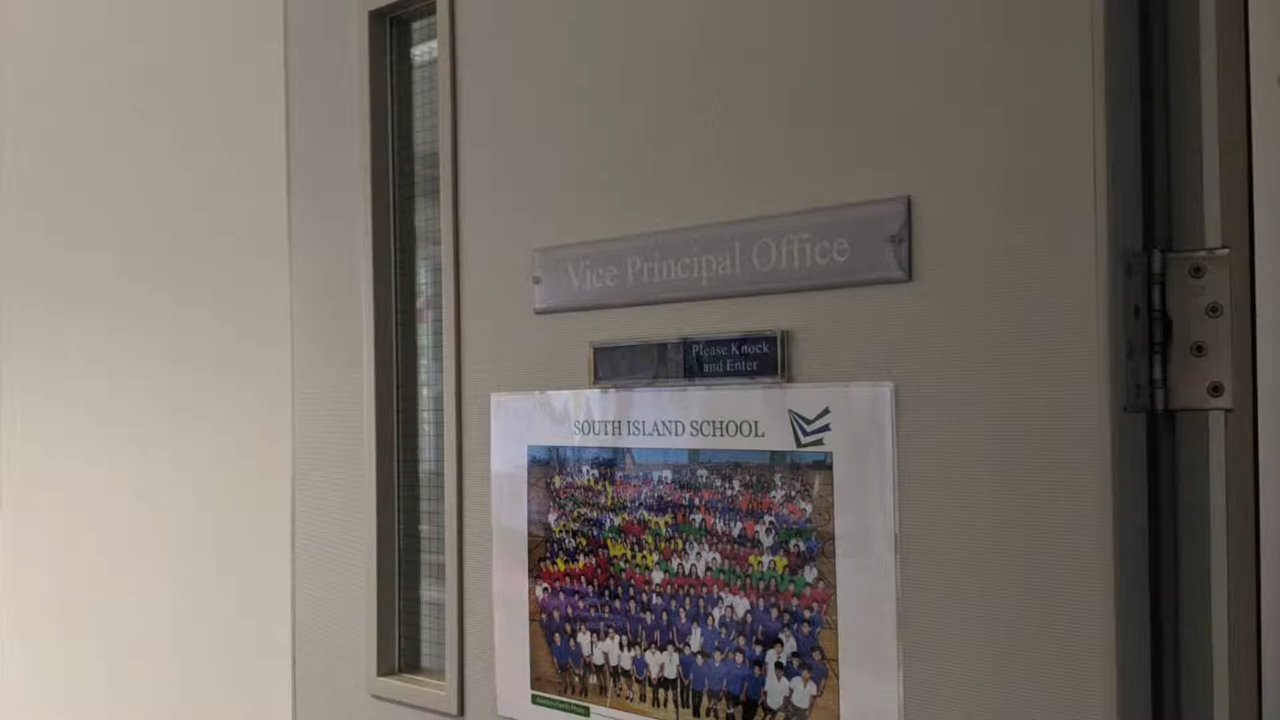 Vice Principal Office
Please Knock
and Enter
SOUTH ISLAND SCHOOL